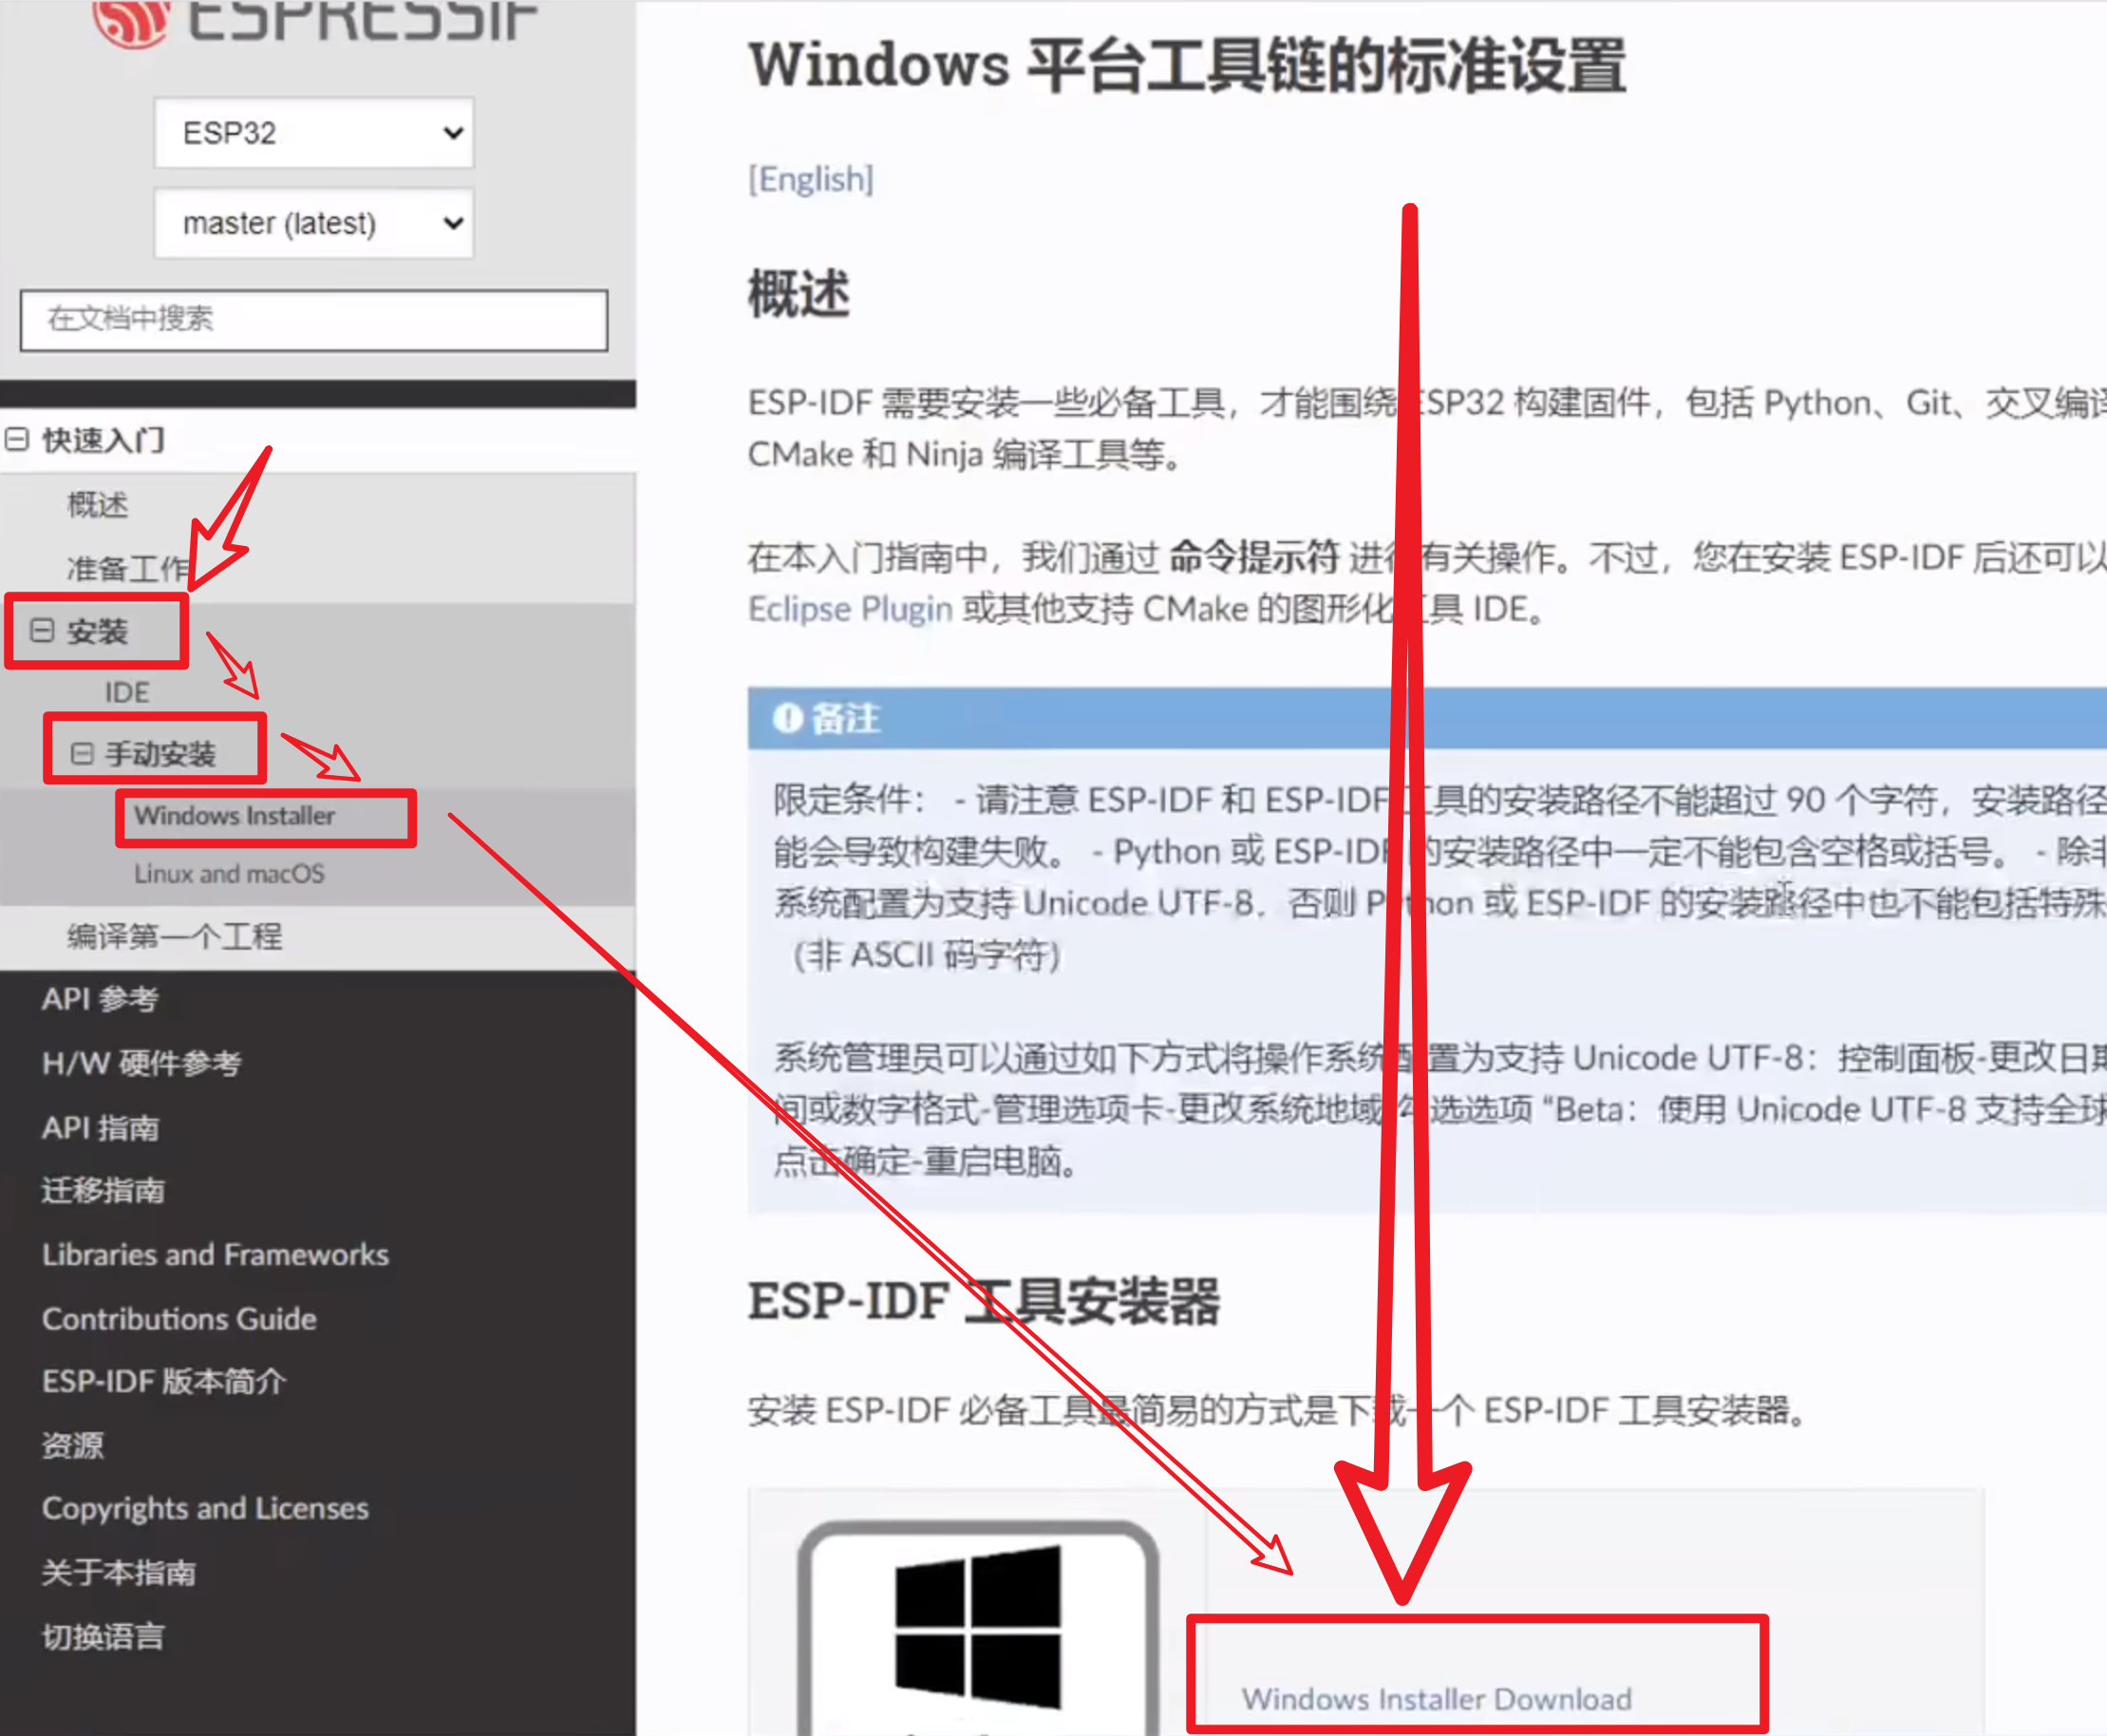 ESPRESSIF
ESP32
master (latest)
在文档中搜索
快速入门
概述
准备工作
安装
IDE
手动安装
Windows Installer
Linux and macOS
编译第一个工程
API 参考
H/W 硬件参考
API 指南
迁移指南
Libraries and Frameworks
Contributions Guide
ESP-IDF 版本简介
资源
Copyrights and Licenses
关于本指南
切换语言
Windows 平台工具链的标准设置
[English]
概述
ESP-IDF 需要安装一些必备工具，才能围绕 ESP32 构建固件，包括 Python、Git、交叉编译
CMake 和 Ninja 编译工具等。
在本入门指南中，我们通过 命令提示符 进行有关操作。不过，您在安装 ESP-IDF 后还可以
Eclipse Plugin 或其他支持 CMake 的图形化工具 IDE。
备注
限定条件： - 请注意 ESP-IDF 和 ESP-IDF 工具的安装路径不能超过 90 个字符，安装路径
能会导致构建失败。 - Python 或 ESP-IDF 的安装路径中一定不能包含空格或括号。 - 除非
系统配置为支持 Unicode UTF-8，否则 Python 或 ESP-IDF 的安装路径中也不能包括特殊
（非 ASCII 码字符）
系统管理员可以通过如下方式将操作系统配置为支持 Unicode UTF-8：控制面板-更改日期
间或数字格式-管理选项卡-更改系统地域-勾选选项 “Beta：使用 Unicode UTF-8 支持全球
点击确定-重启电脑。
ESP-IDF 工具安装器
安装 ESP-IDF 必备工具最简易的方式是下载一个 ESP-IDF 工具安装器。
Windows Installer Download